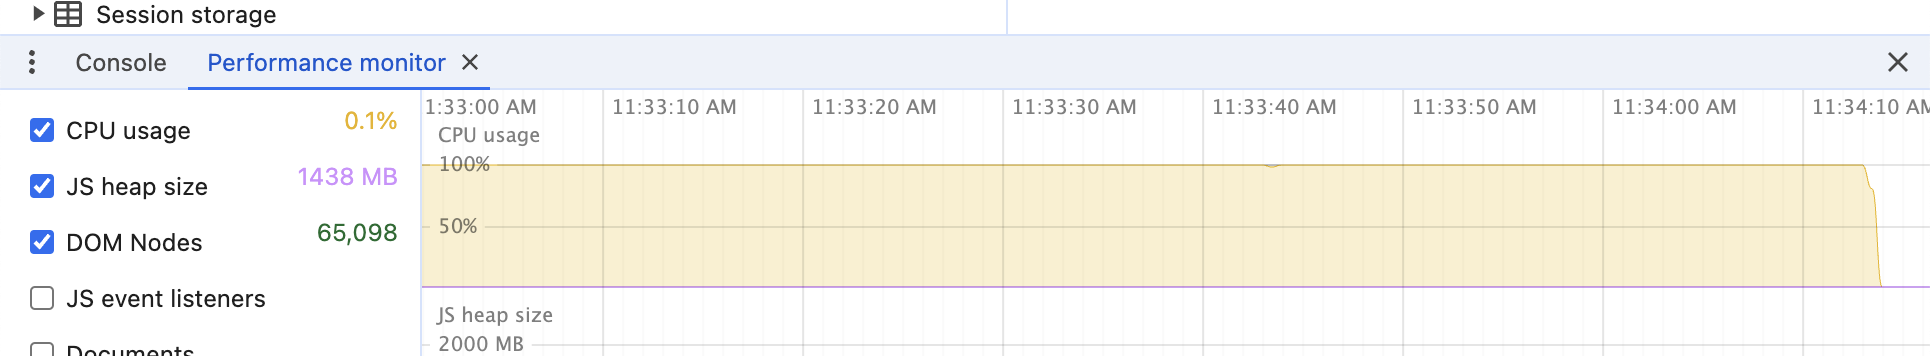 Session storage
Console
Performance monitor
1:33:00 AM
11:33:10 AM
11:33:20 AM
11:33:30 AM
11:33:40 AM
11:33:50 AM
11:34:00 AM
11:34:10 AM
CPU usage
0.1%
JS heap size
1438 MB
DOM Nodes
65,098
JS event listeners
Documents
CPU usage
100%
50%
JS heap size
2000 MB